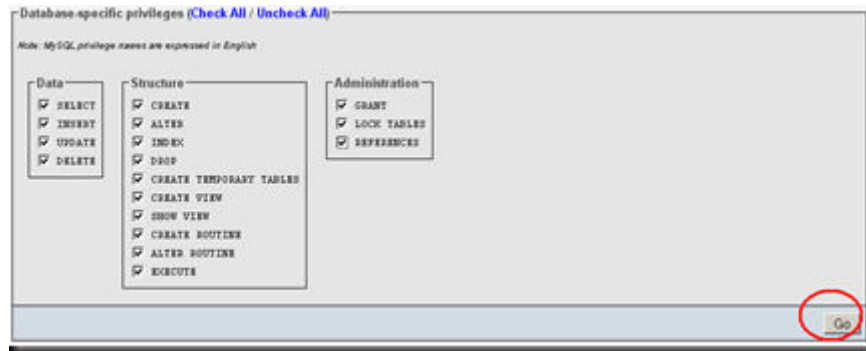 Database-specific privileges (Check All / Uncheck All)
Note: MySQL privilege names are expressed in English
Data
SELECT
INSERT
UPDATE
DELETE
Structure
CREATE
ALTER
INDEX
DROP
CREATE TEMPORARY TABLES
CREATE VIEW
SHOW VIEW
CREATE ROUTINE
ALTER ROUTINE
EXECUTE
Administration
GRANT
LOCK TABLES
REFERENCES
Go